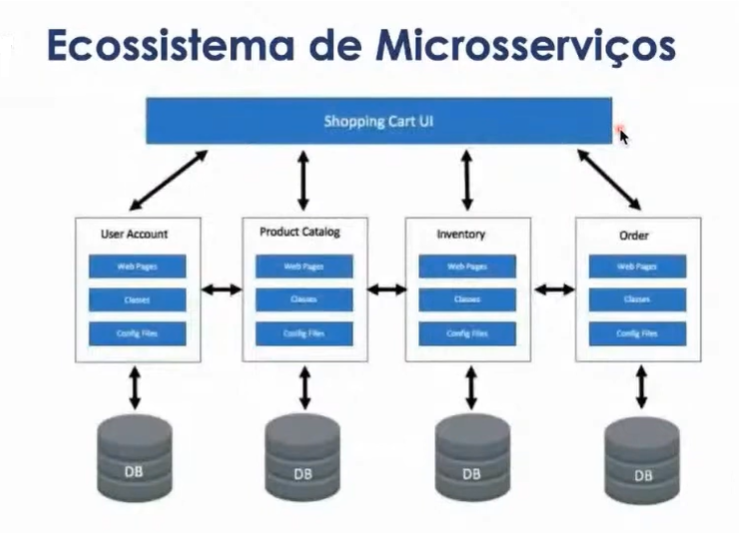 Ecossistema de Microsserviços
Shopping Cart UI
User Account
Web Pages
Classes
Config Files
Product Catalog
Web Pages
Classes
Config Files
Inventory
Web Pages
Classes
Config Files
Order
Web Pages
Classes
Config Files
DB
DB
DB
DB